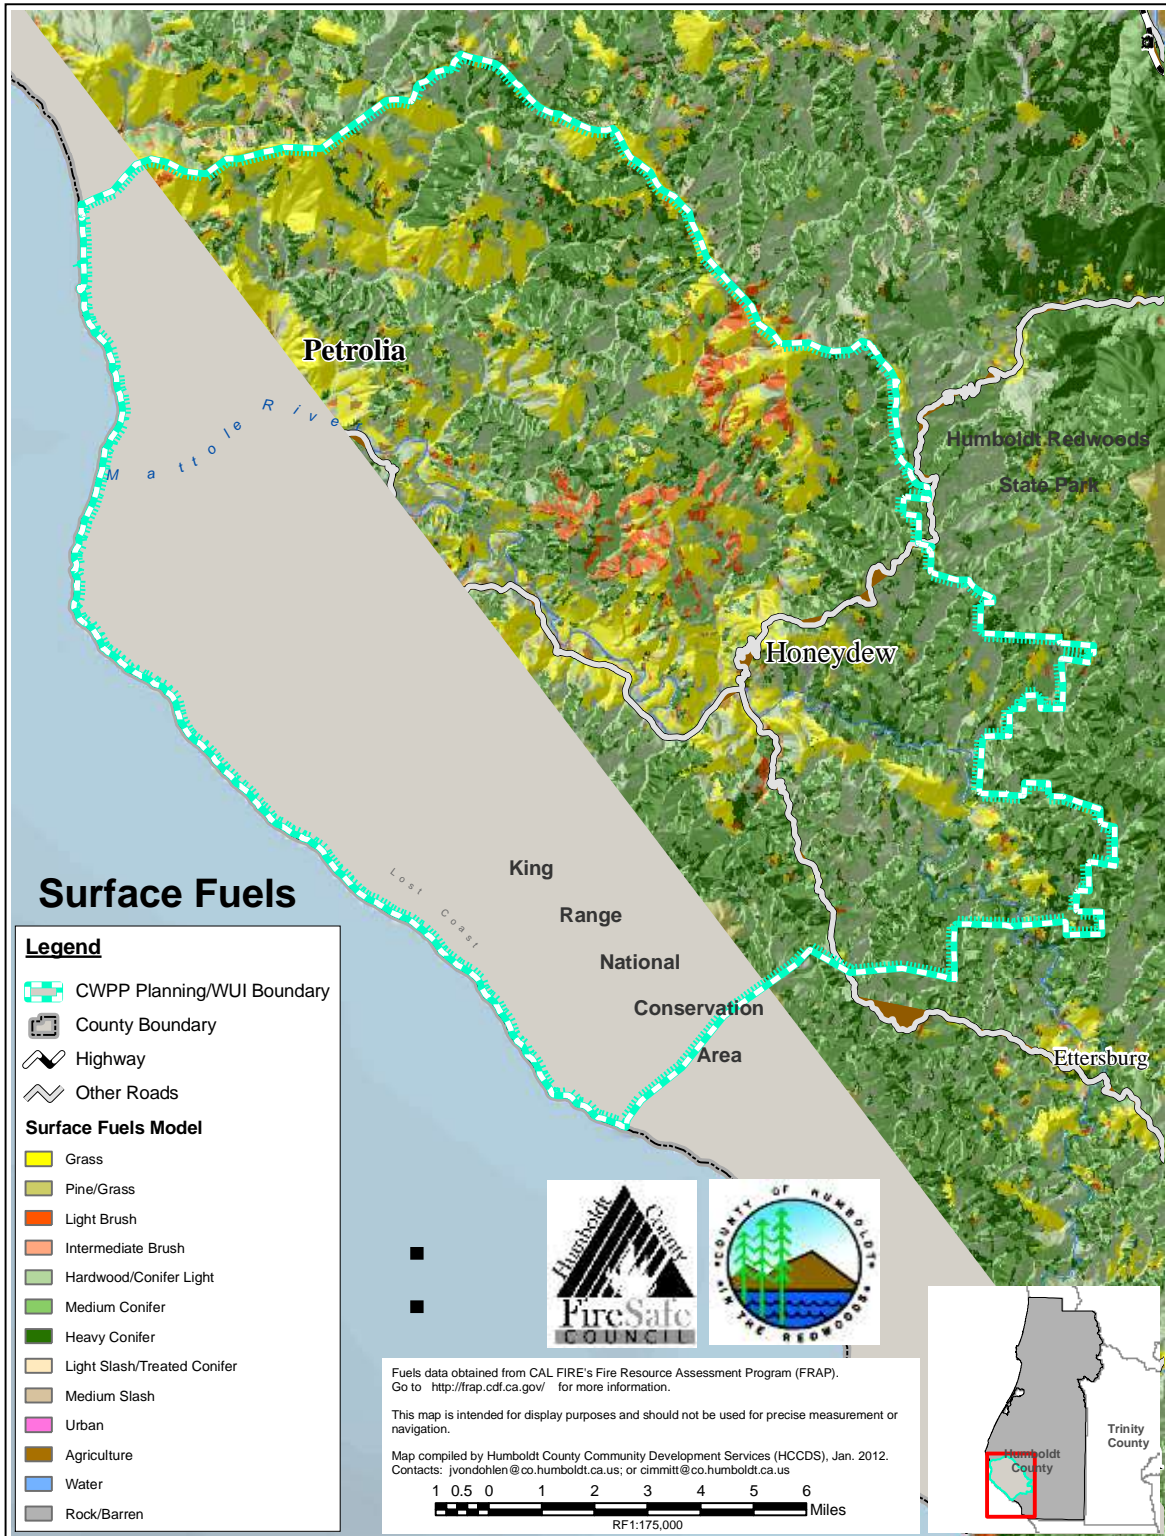 Petrolia
Mattole River
Humboldt Redwoods
State Park
Honeydew
King
Range
National
Conservation
Area
Lost Coast
Ettersburg
Surface Fuels
Legend
CWPP Planning/WUI Boundary
County Boundary
Highway
Other Roads
Surface Fuels Model
Grass
Pine/Grass
Light Brush
Intermediate Brush
Hardwood/Conifer Light
Medium Conifer
Heavy Conifer
Light Slash/Treated Conifer
Medium Slash
Urban
Agriculture
Water
Rock/Barren
Humboldt County
FireSafe
COUNCIL
COUNTY OF HUMBOLDT
IN THE REDWOODS
Fuels data obtained from CAL FIRE's Fire Resource Assessment Program (FRAP).
Go to http://frap.cdf.ca.gov/ for more information.
This map is intended for display purposes and should not be used for precise measurement or
navigation.
Map compiled by Humboldt County Community Development Services (HCCDS), Jan. 2012.
Contacts: jvondohlen@co.humboldt.ca.us; or cimmitt@co.humboldt.ca.us
1 0.5 0 1 2 3 4 5 6
Miles
RF1:175,000
Trinity
County
Humboldt
County